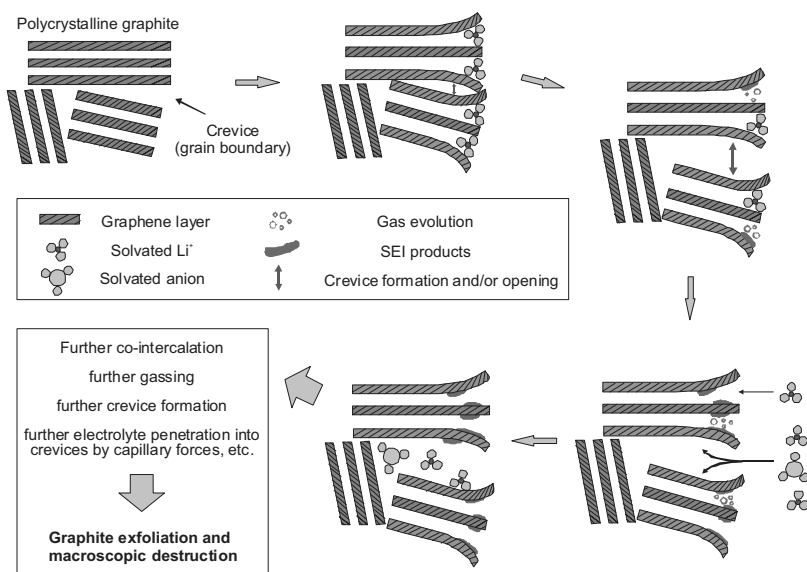 Polycrystalline graphite
Crevice
(grain boundary)
Graphene layer
Gas evolution
Solvated Li⁺
SEI products
Solvated anion
Crevice formation and/or opening
Further co-intercalation
further gassing
further crevice formation
further electrolyte penetration into
crevices by capillary forces, etc.
Graphite exfoliation and
macroscopic destruction